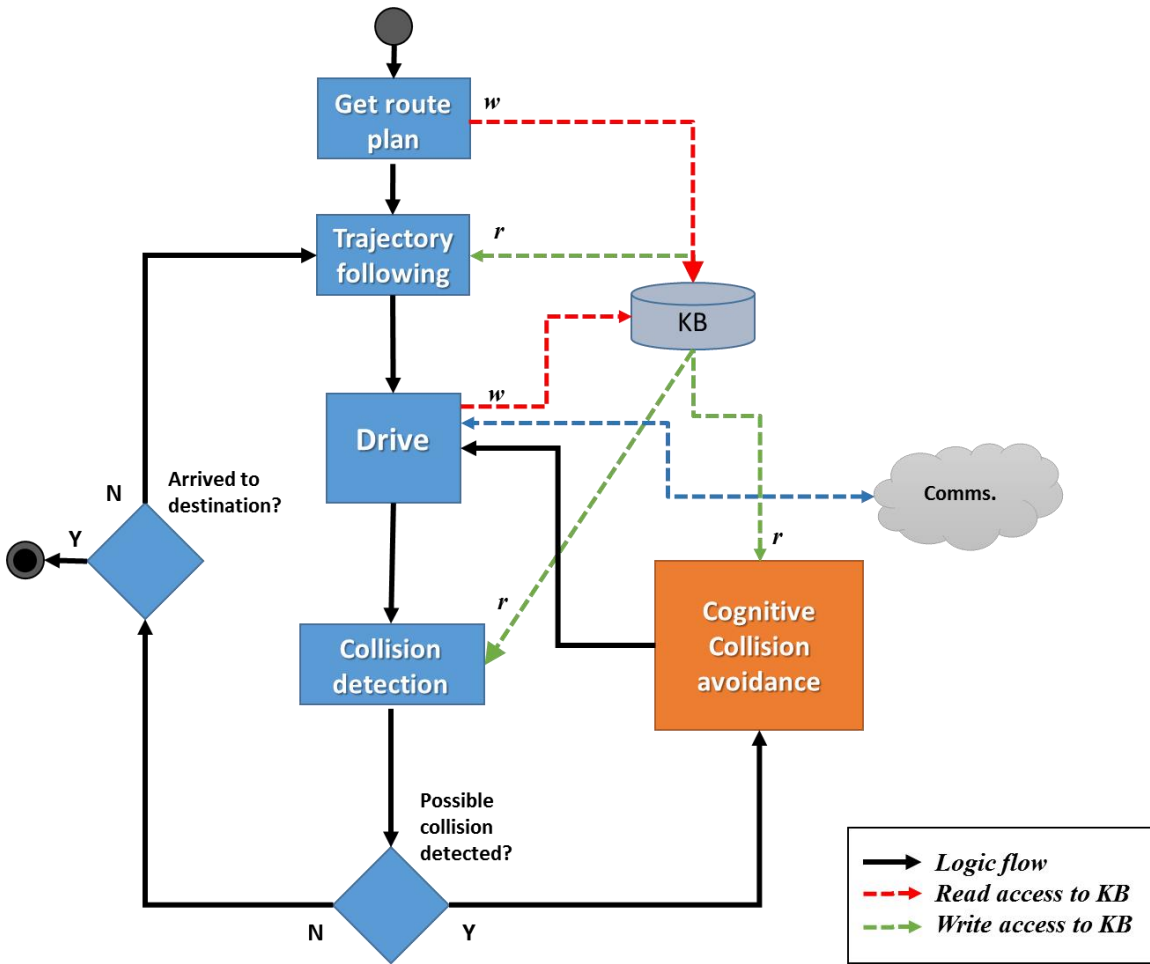 Get route
plan
w
Trajectory
following
r
KB
w
Drive
N
Arrived to
destination?
Y
Comms.
r
r
Cognitive
Collision
avoidance
Collision
detection
Possible
collision
detected?
N
Y
Logic flow
Read access to KB
Write access to KB